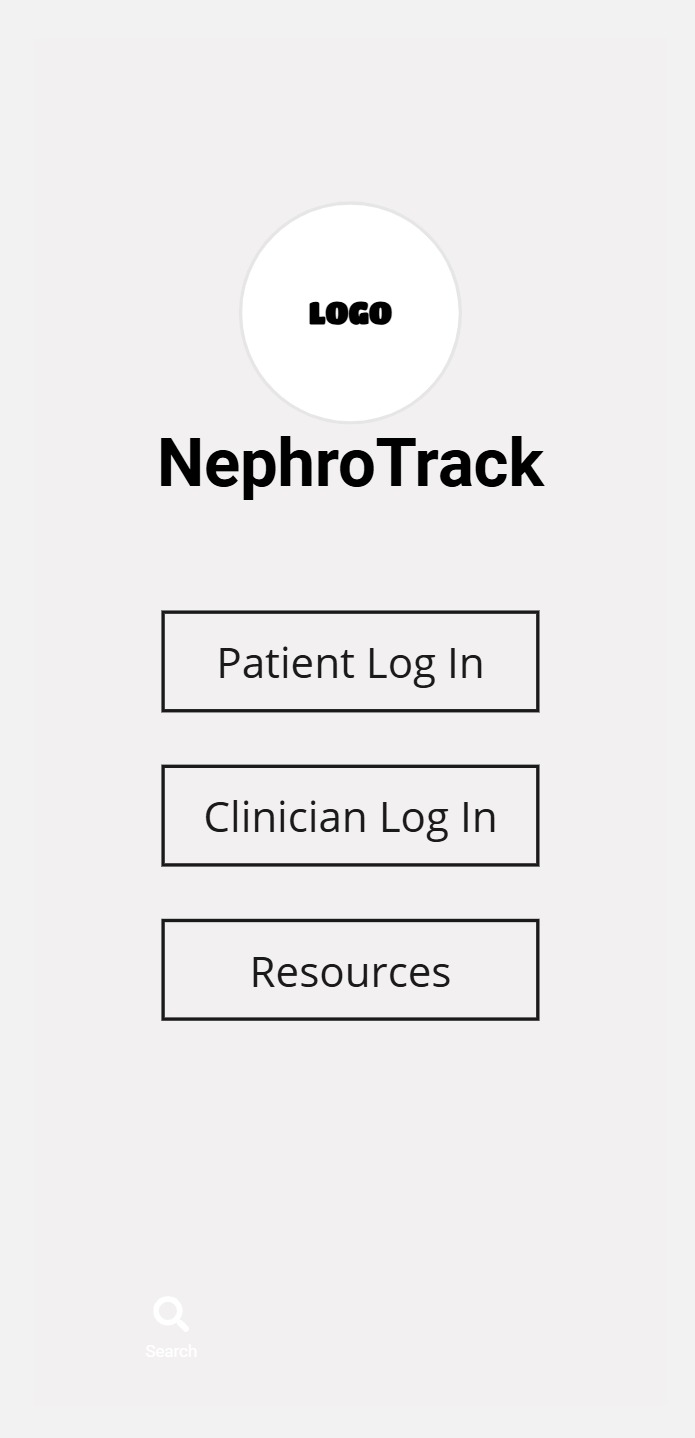 LOGO
NephroTrack
Patient Log In
Clinician Log In
Resources
Search